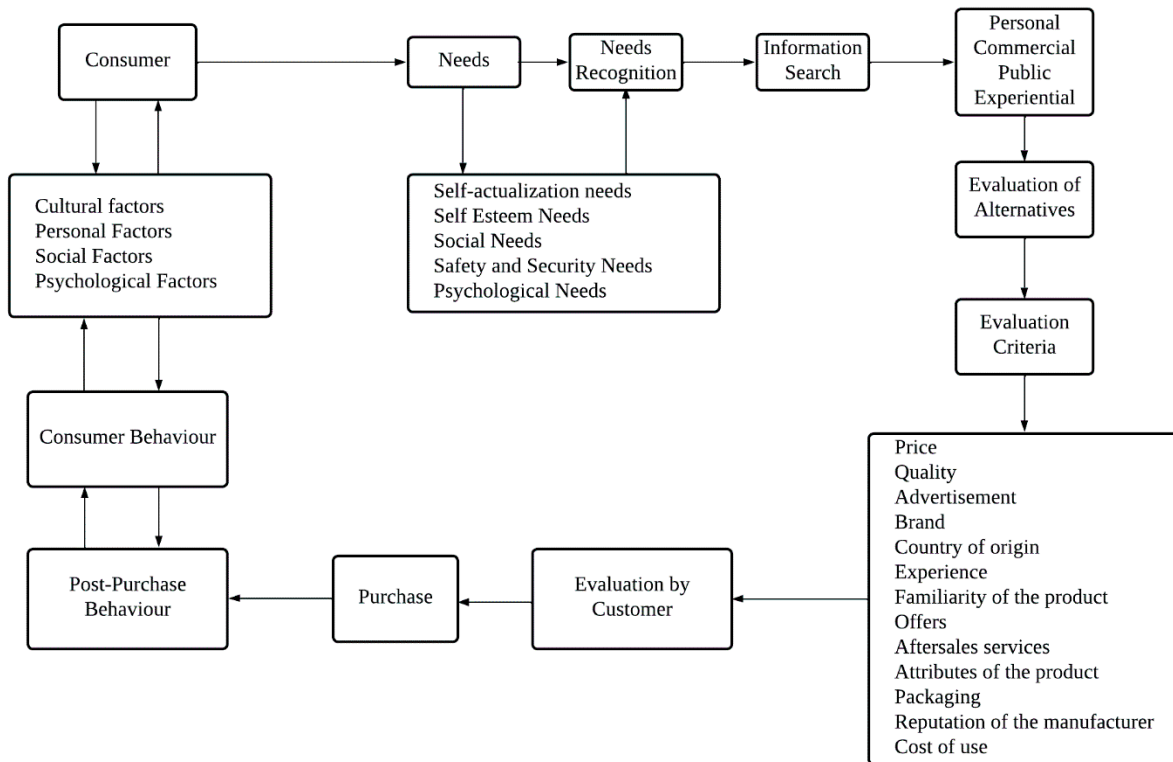 Consumer
Needs
Needs
Recognition
Information
Search
Personal
Commercial
Public
Experiential
Cultural factors
Personal Factors
Social Factors
Psychological Factors
Self-actualization needs
Self Esteem Needs
Social Needs
Safety and Security Needs
Psychological Needs
Evaluation of
Alternatives
Evaluation
Criteria
Consumer Behaviour
Price
Quality
Advertisement
Brand
Country of origin
Experience
Familiarity of the product
Offers
Aftersales services
Attributes of the product
Packaging
Reputation of the manufacturer
Cost of use
Evaluation by
Customer
Purchase
Post-Purchase
Behaviour